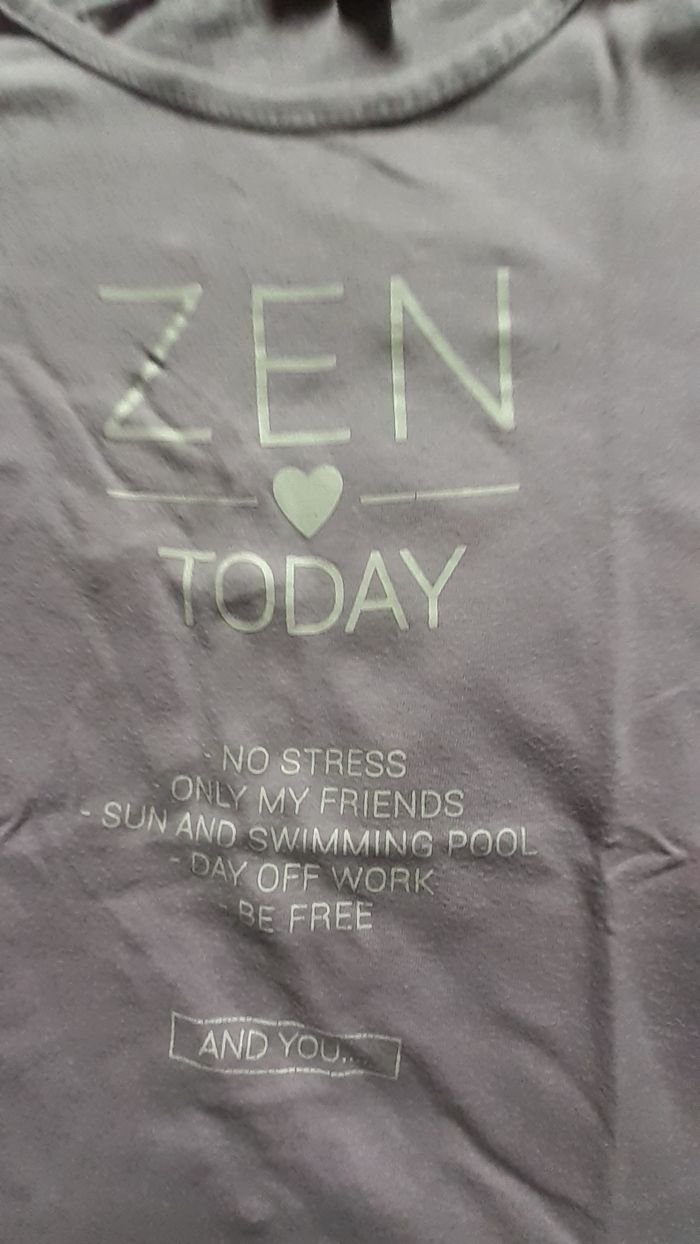 ZEN
TODAY
- NO STRESS
- ONLY MY FRIENDS
- SUN AND SWIMMING POOL
- DAY OFF WORK
- BE FREE
AND YOU....